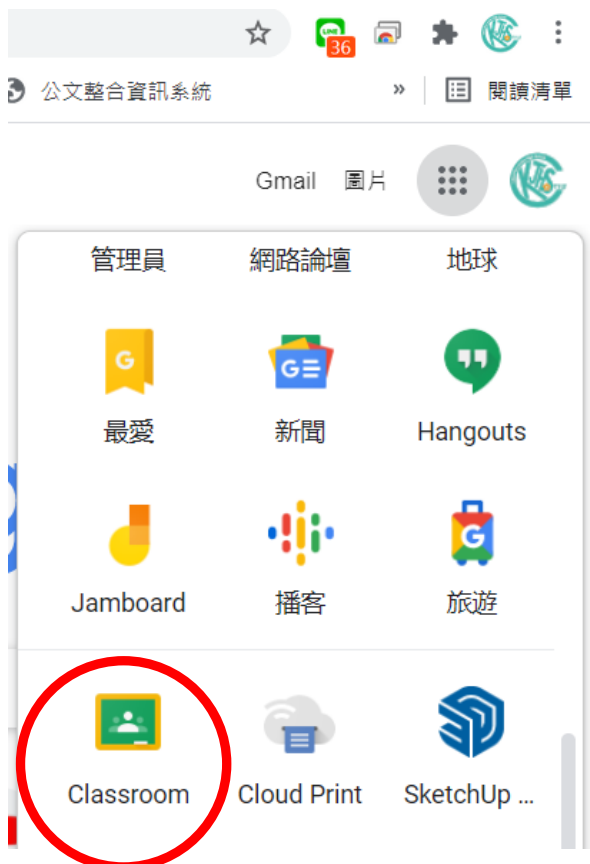 36
公文整合資訊系統 » 閱讀清單
Gmail 圖片
管理員 網路論壇 地球
最愛 新聞 Hangouts
Jamboard 播客 旅遊
Classroom Cloud Print SketchUp ...